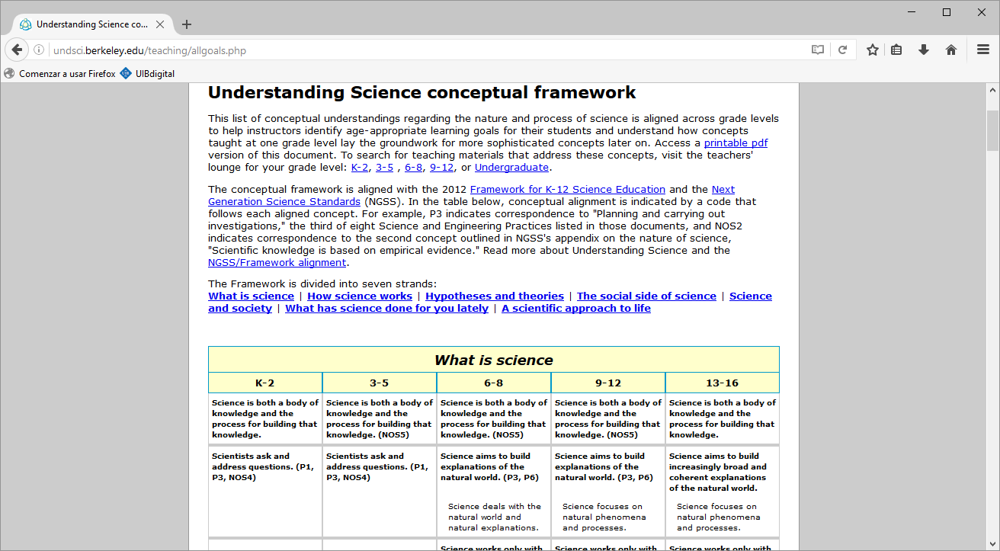 Understanding Science co...
undsci.berkeley.edu/teaching/allgoals.php
Comenzar a usar Firefox UIBdigital
Understanding Science conceptual framework
This list of conceptual understandings regarding the nature and process of science is aligned across grade levels
to help instructors identify age-appropriate learning goals for their students and understand how concepts
taught at one grade level lay the groundwork for more sophisticated concepts later on. Access a printable pdf
version of this document. To search for teaching materials that address these concepts, visit the teachers'
lounge for your grade level: K-2, 3-5 , 6-8, 9-12, or Undergraduate.
The conceptual framework is aligned with the 2012 Framework for K-12 Science Education and the Next
Generation Science Standards (NGSS). In the table below, conceptual alignment is indicated by a code that
follows each aligned concept. For example, P3 indicates correspondence to "Planning and carrying out
investigations," the third of eight Science and Engineering Practices listed in those documents, and NOS2
indicates correspondence to the second concept outlined in NGSS's appendix on the nature of science,
"Scientific knowledge is based on empirical evidence." Read more about Understanding Science and the
NGSS/Framework alignment.
The Framework is divided into seven strands:
What is science | How science works | Hypotheses and theories | The social side of science | Science
and society | What has science done for you lately | A scientific approach to life
What is science
K-2 3-5 6-8 9-12 13-16
Science is both a body of
knowledge and the
process for building that
knowledge.
Science is both a body of
knowledge and the
process for building that
knowledge. (NOS5)
Science is both a body of
knowledge and the
process for building that
knowledge. (NOS5)
Science is both a body of
knowledge and the
process for building that
knowledge. (NOS5)
Science is both a body of
knowledge and the
process for building that
knowledge.
Scientists ask and
address questions. (P1,
P3, NOS4)
Scientists ask and
address questions. (P1,
P3, NOS4)
Science aims to build
explanations of the
natural world. (P3, P6)
Science deals with the
natural world and
natural explanations.
Science aims to build
explanations of the
natural world. (P3, P6)
Science focuses on
natural phenomena
and processes.
Science aims to build
increasingly broad and
coherent explanations
of the natural world.
Science focuses on
natural phenomena
and processes.
Science works only with
Science works only with
Science works only with